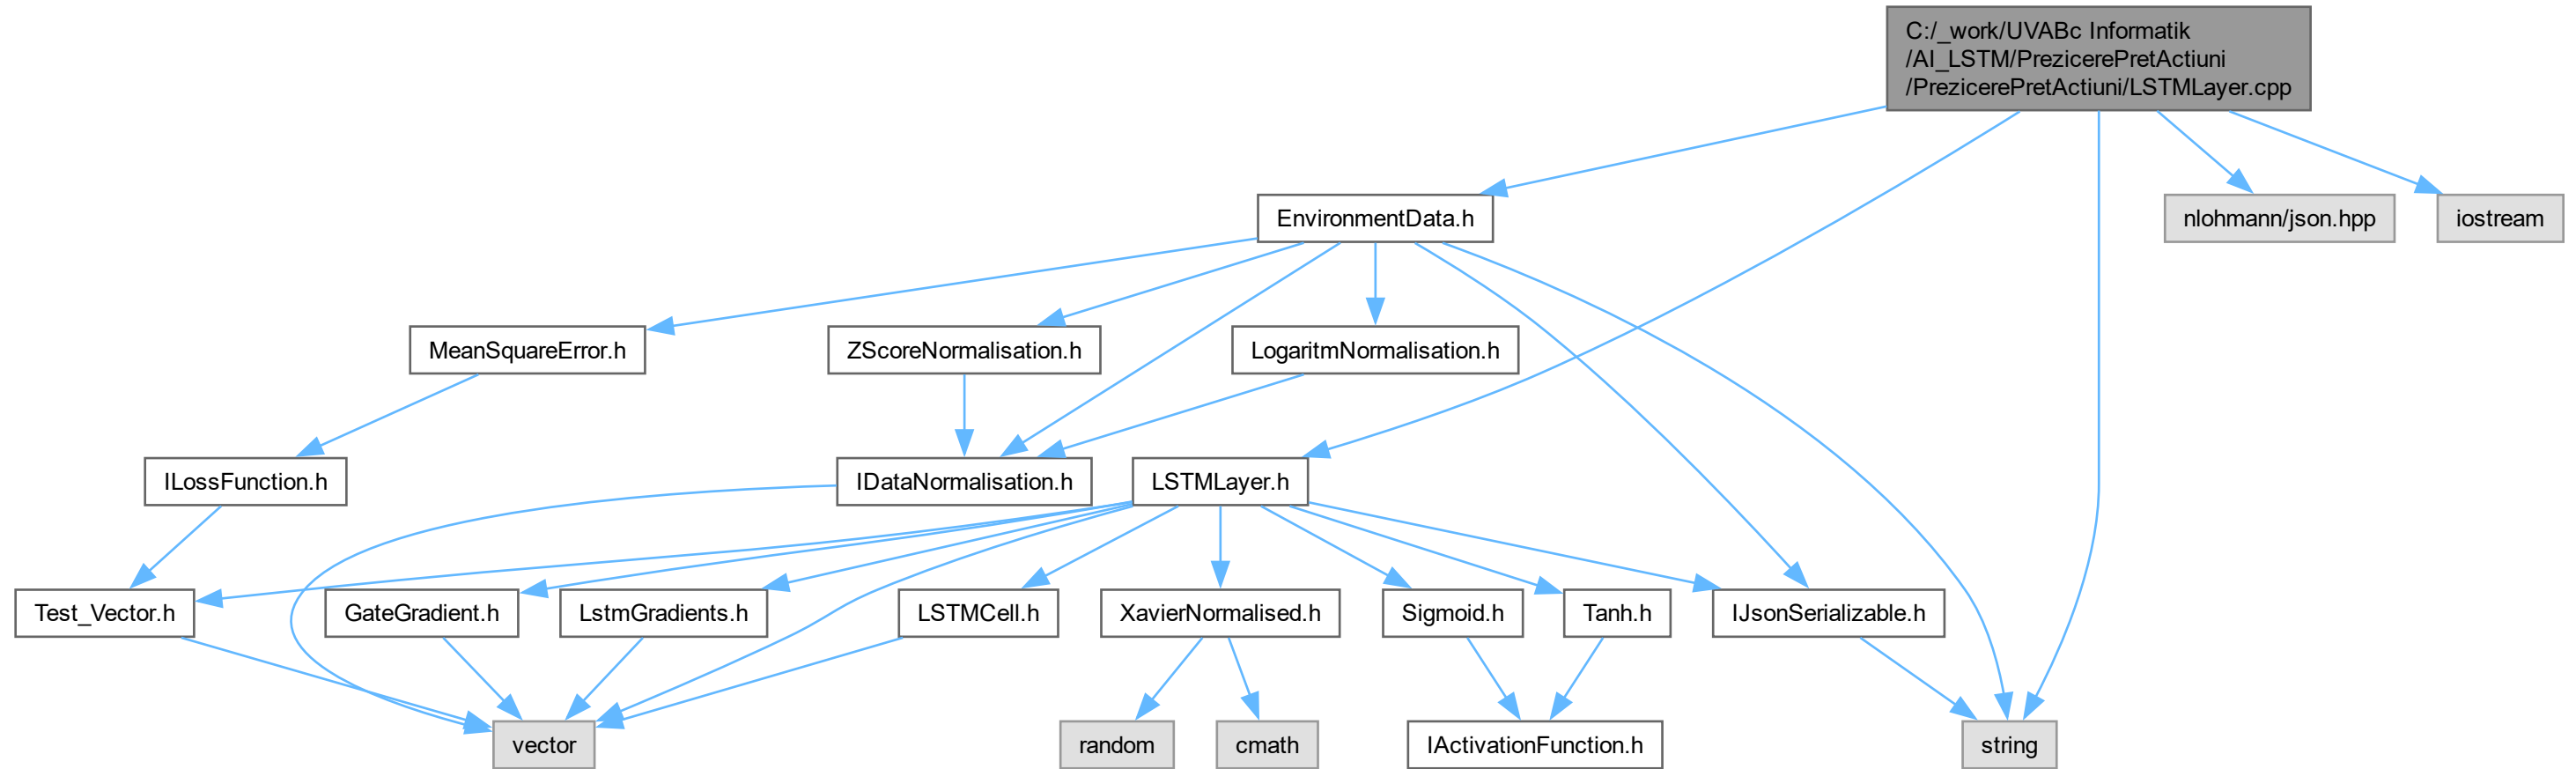 C:/_work/UVABc Informatik
/AI_LSTM/PrezicerePretActiuni
/PrezicerePretActiuni/LSTMLayer.cpp
EnvironmentData.h
nlohmann/json.hpp
iostream
MeanSquareError.h
ZScoreNormalisation.h
LogaritmNormalisation.h
ILossFunction.h
IDataNormalisation.h
LSTMLayer.h
Test_Vector.h
GateGradient.h
LstmGradients.h
LSTMCell.h
XavierNormalised.h
Sigmoid.h
Tanh.h
IJsonSerializable.h
vector
random
cmath
IActivationFunction.h
string